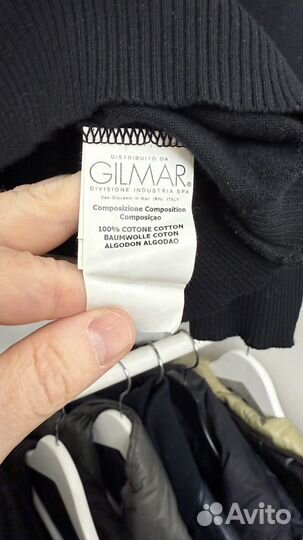 DISTRIBUITO DA
GILMAR®
DIVISIONE INDUSTRIA SPA
San Giovanni in Mar. (RN), ITALY
Composizione Composition
Composiçao
100% COTONE COTTON
BAUMWOLLE COTON
ALGODON ALGODAO
Avito